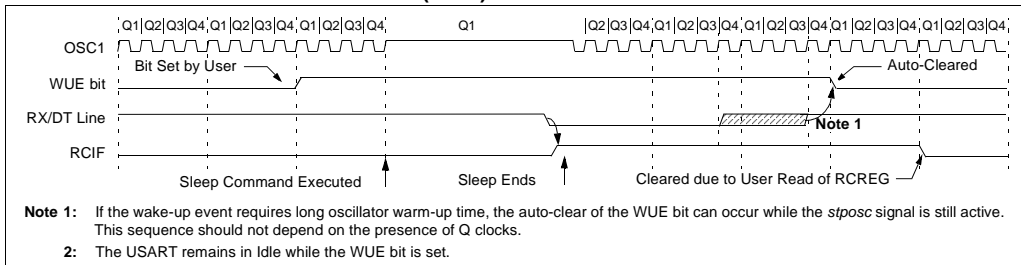 Q1 Q2 Q3 Q4 Q1 Q2 Q3 Q4 Q1 Q2 Q3 Q4 Q1 Q2 Q3 Q4 Q1 Q2 Q3 Q4 Q1 Q2 Q3 Q4 Q1 Q2 Q3 Q4 Q1 Q2 Q3 Q4
OSC1
Bit Set by User
Auto-Cleared
WUE bit
RX/DT Line
Note 1
RCIF
Sleep Command Executed
Sleep Ends
Cleared due to User Read of RCREG
Note 1: If the wake-up event requires long oscillator warm-up time, the auto-clear of the WUE bit can occur while the stposc signal is still active.
This sequence should not depend on the presence of Q clocks.
2: The USART remains in Idle while the WUE bit is set.